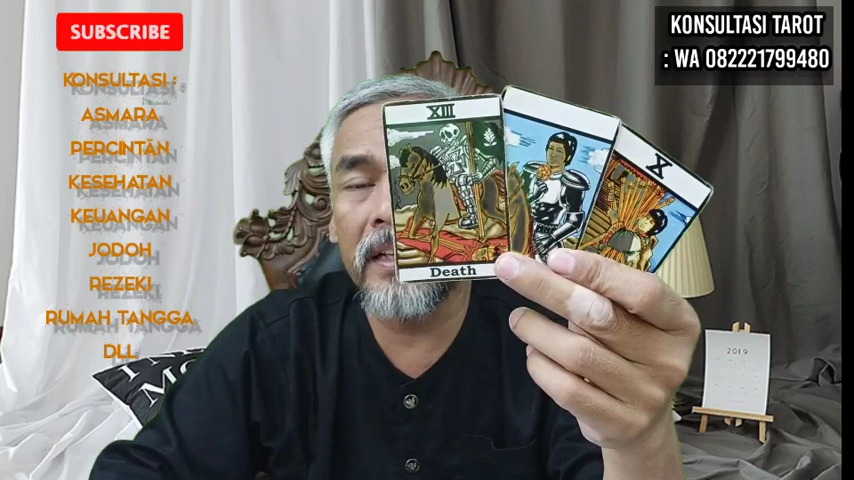 SUBSCRIBE
KONSULTASI :
ASMARA
PERCINTAN
KESEHATAN
KEUANGAN
JODOH
REZEKI
RUMAH TANGGA
DLL
KONSULTASI TAROT
: WA 082221799480
XIII
Death
X
2019